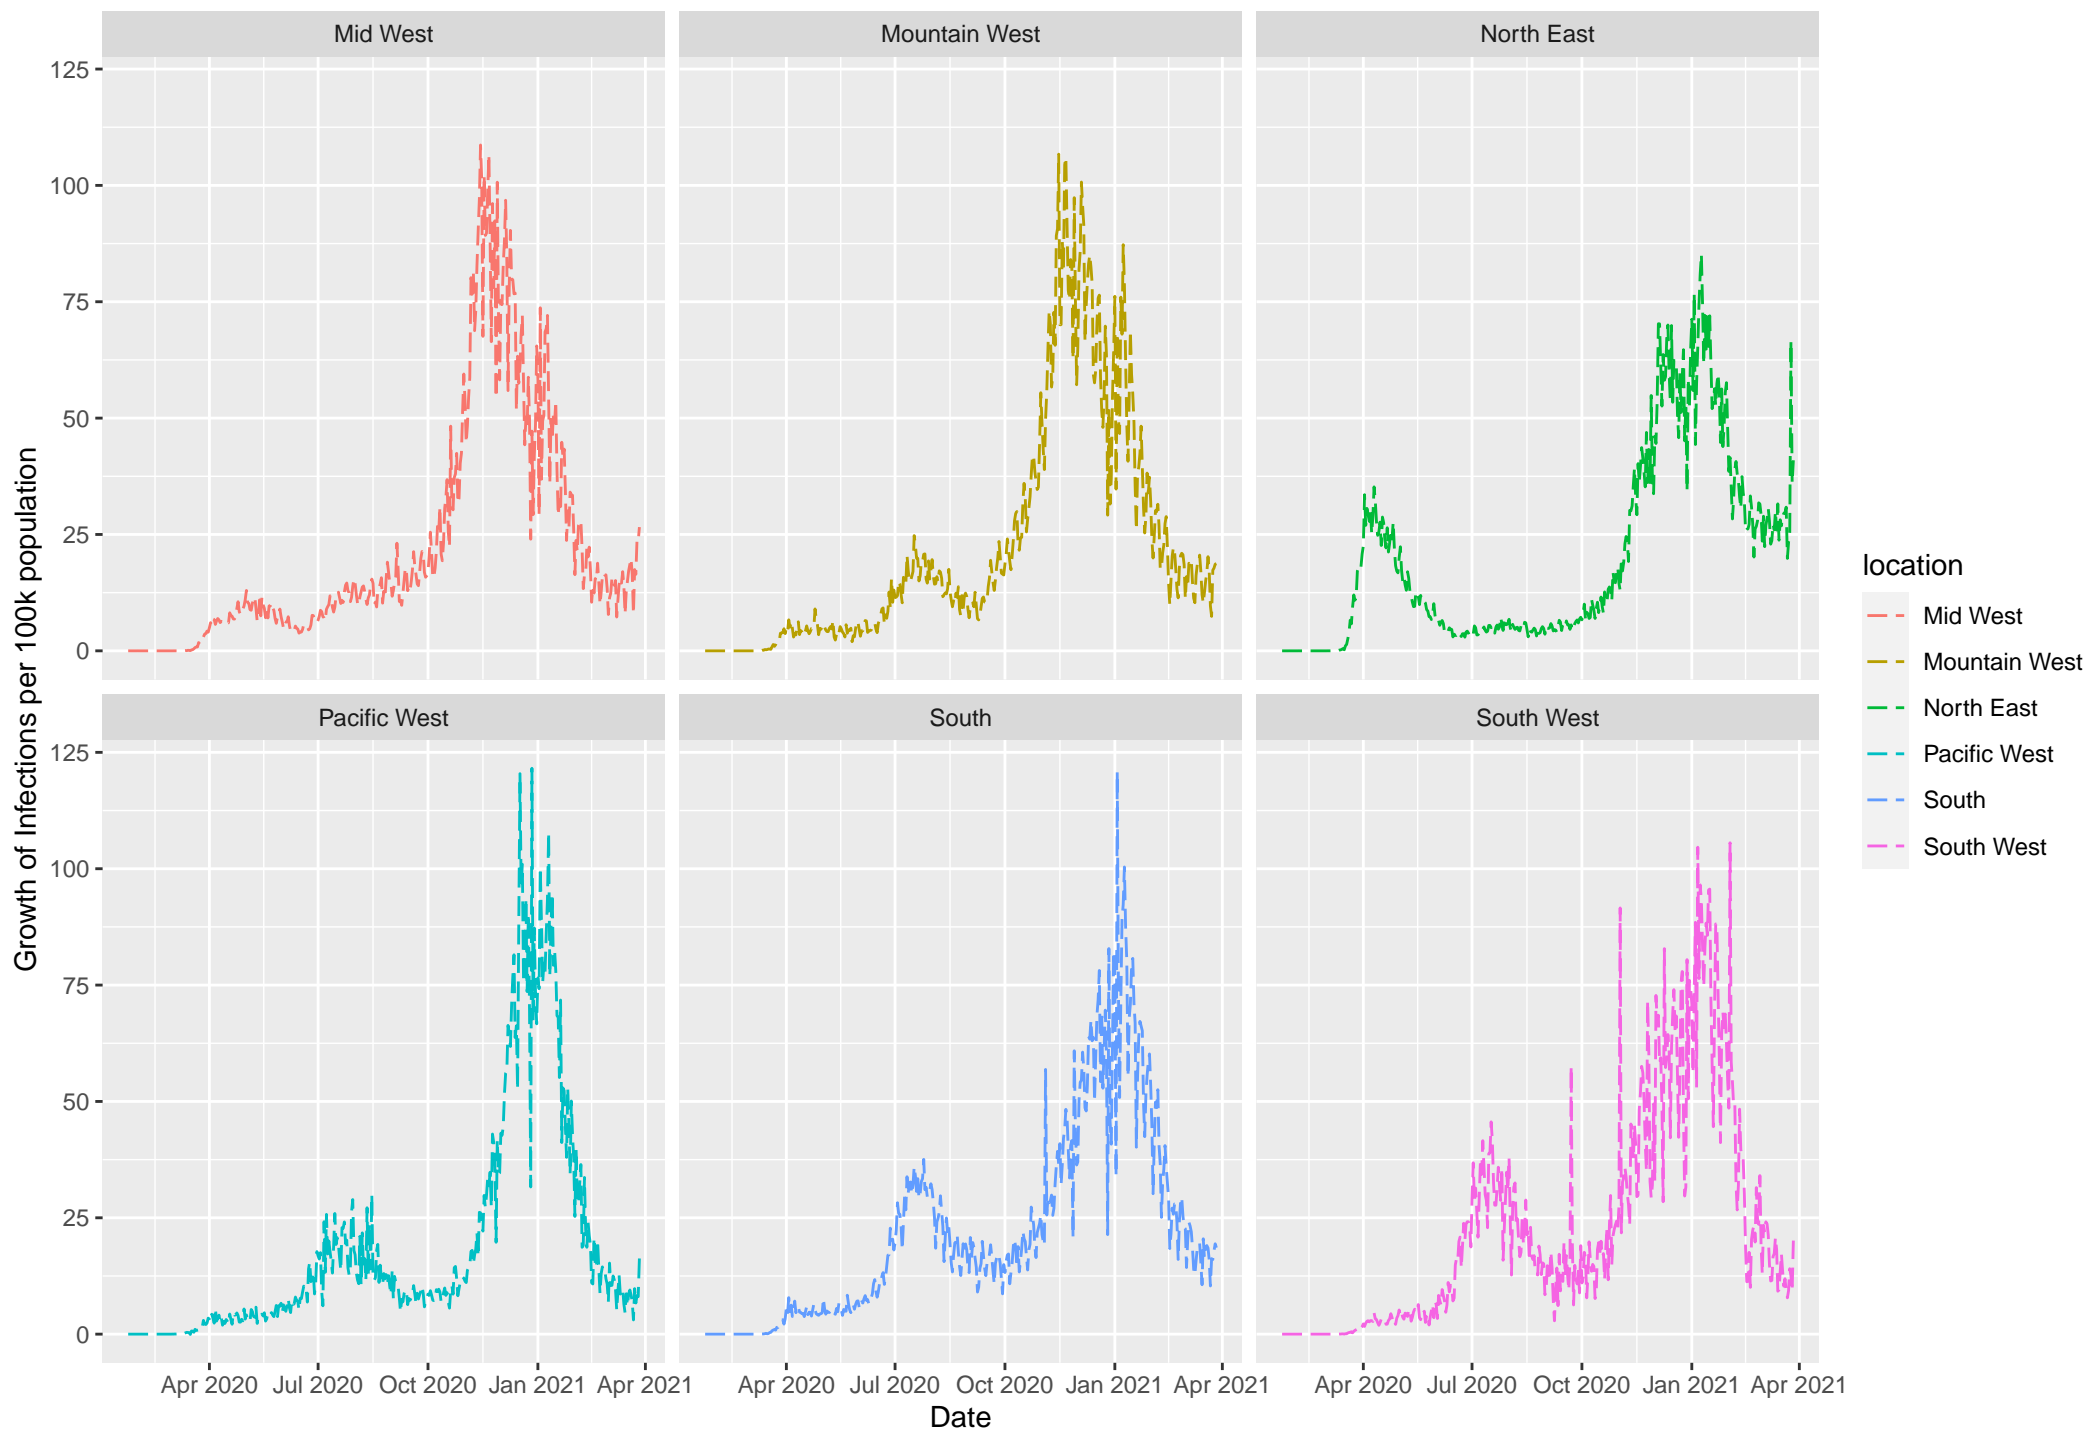 Mid West
Mountain West
North East
125
100
75
50
25
0
Pacific West
South
South West
125
100
75
50
25
0
Growth of Infections per 100k population
Apr 2020 Jul 2020 Oct 2020 Jan 2021 Apr 2021
Apr 2020 Jul 2020 Oct 2020 Jan 2021 Apr 2021
Apr 2020 Jul 2020 Oct 2020 Jan 2021 Apr 2021
Date
location
Mid West
Mountain West
North East
Pacific West
South
South West